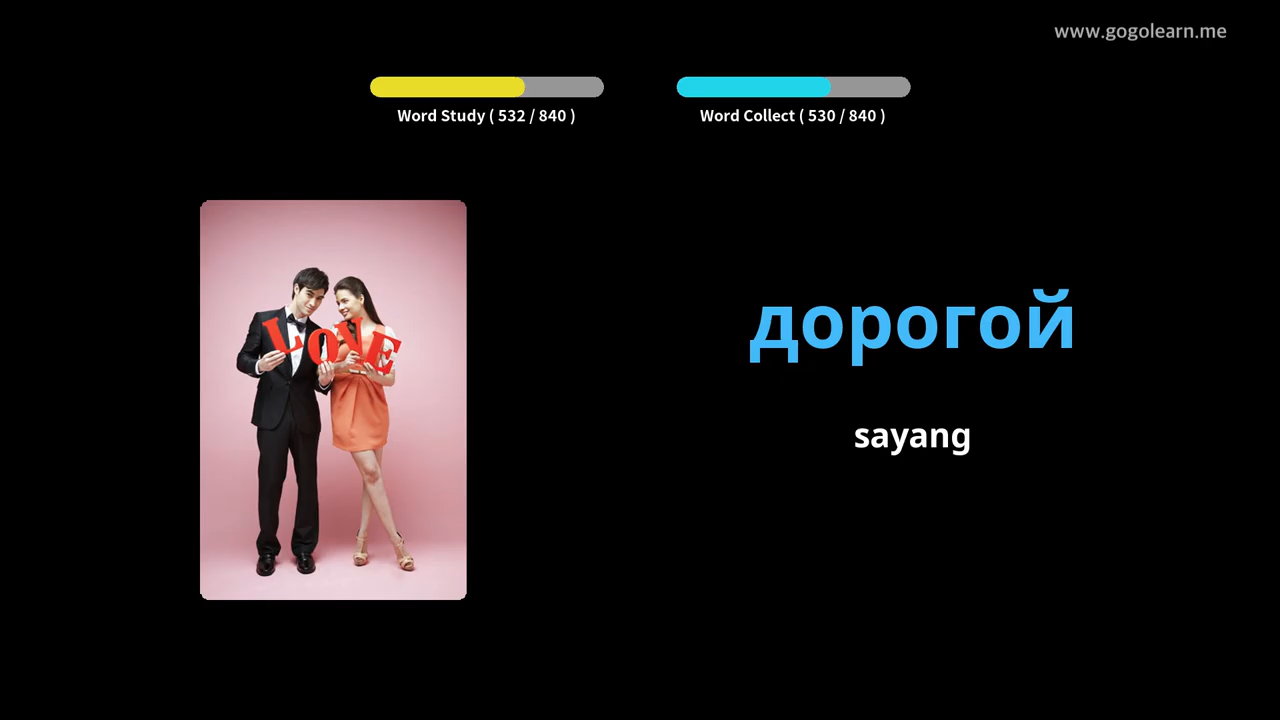 www.gogolearn.me
Word Study ( 532 / 840 )
Word Collect ( 530 / 840 )
LOVE
дорогой
sayang